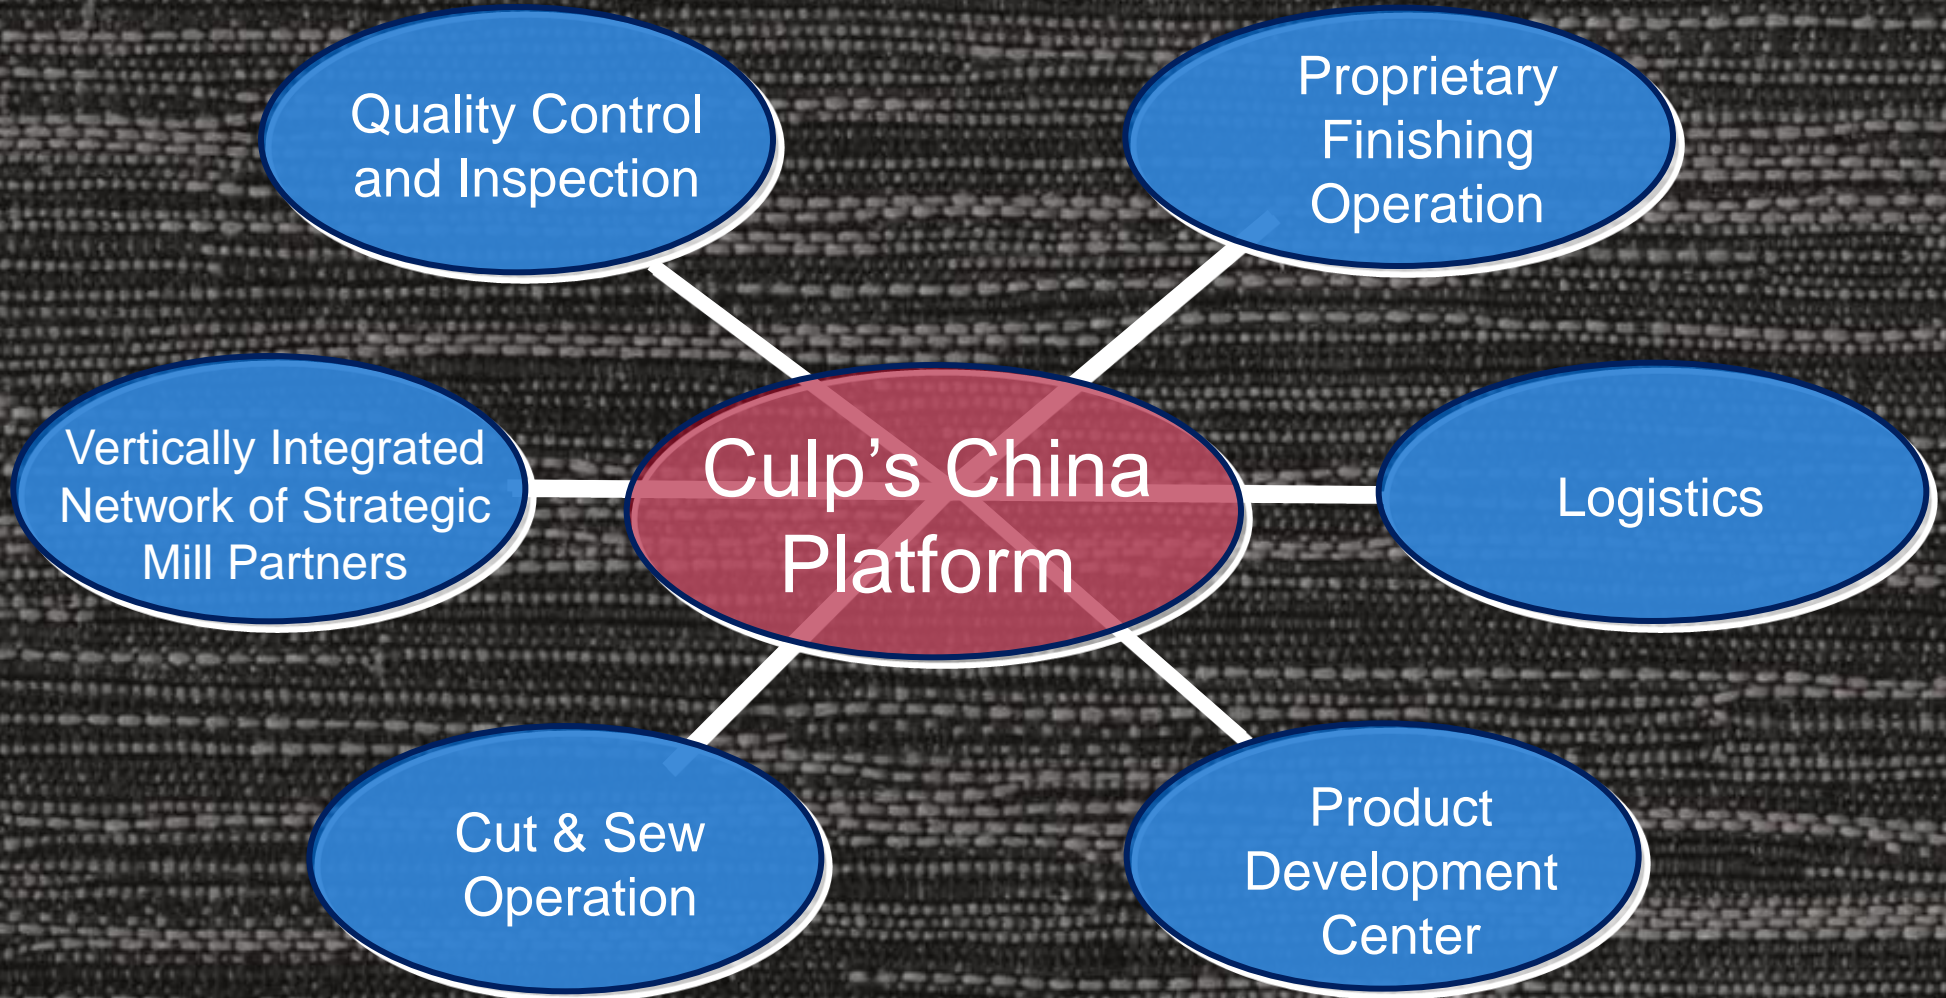 Quality Control
and Inspection
Proprietary
Finishing
Operation
Vertically Integrated
Network of Strategic
Mill Partners
Culp’s China
Platform
Logistics
Cut & Sew
Operation
Product
Development
Center